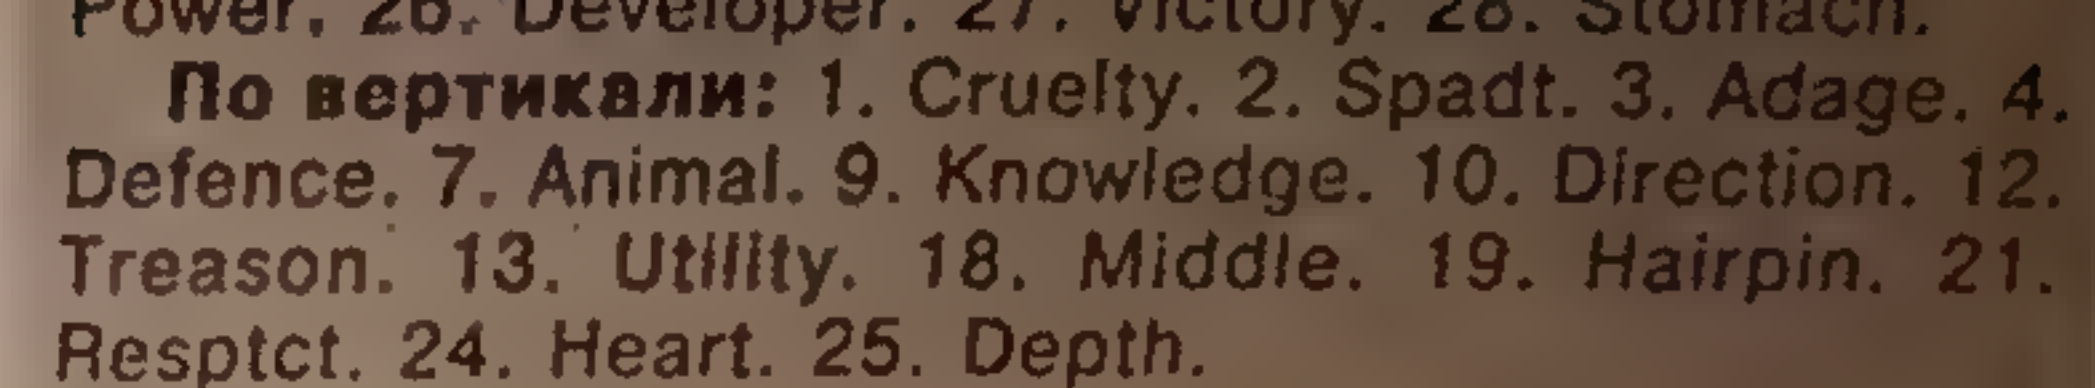 Power. 26. Developer. 27. Victory. 28. Stomach.
По вертикали: 1. Cruelty. 2. Spadt. 3. Adage. 4.
Defence. 7. Animal. 9. Knowledge. 10. Direction. 12.
Treason. 13. Utility. 18. Middle. 19. Hairpin. 21.
Resptct. 24. Heart. 25. Depth.